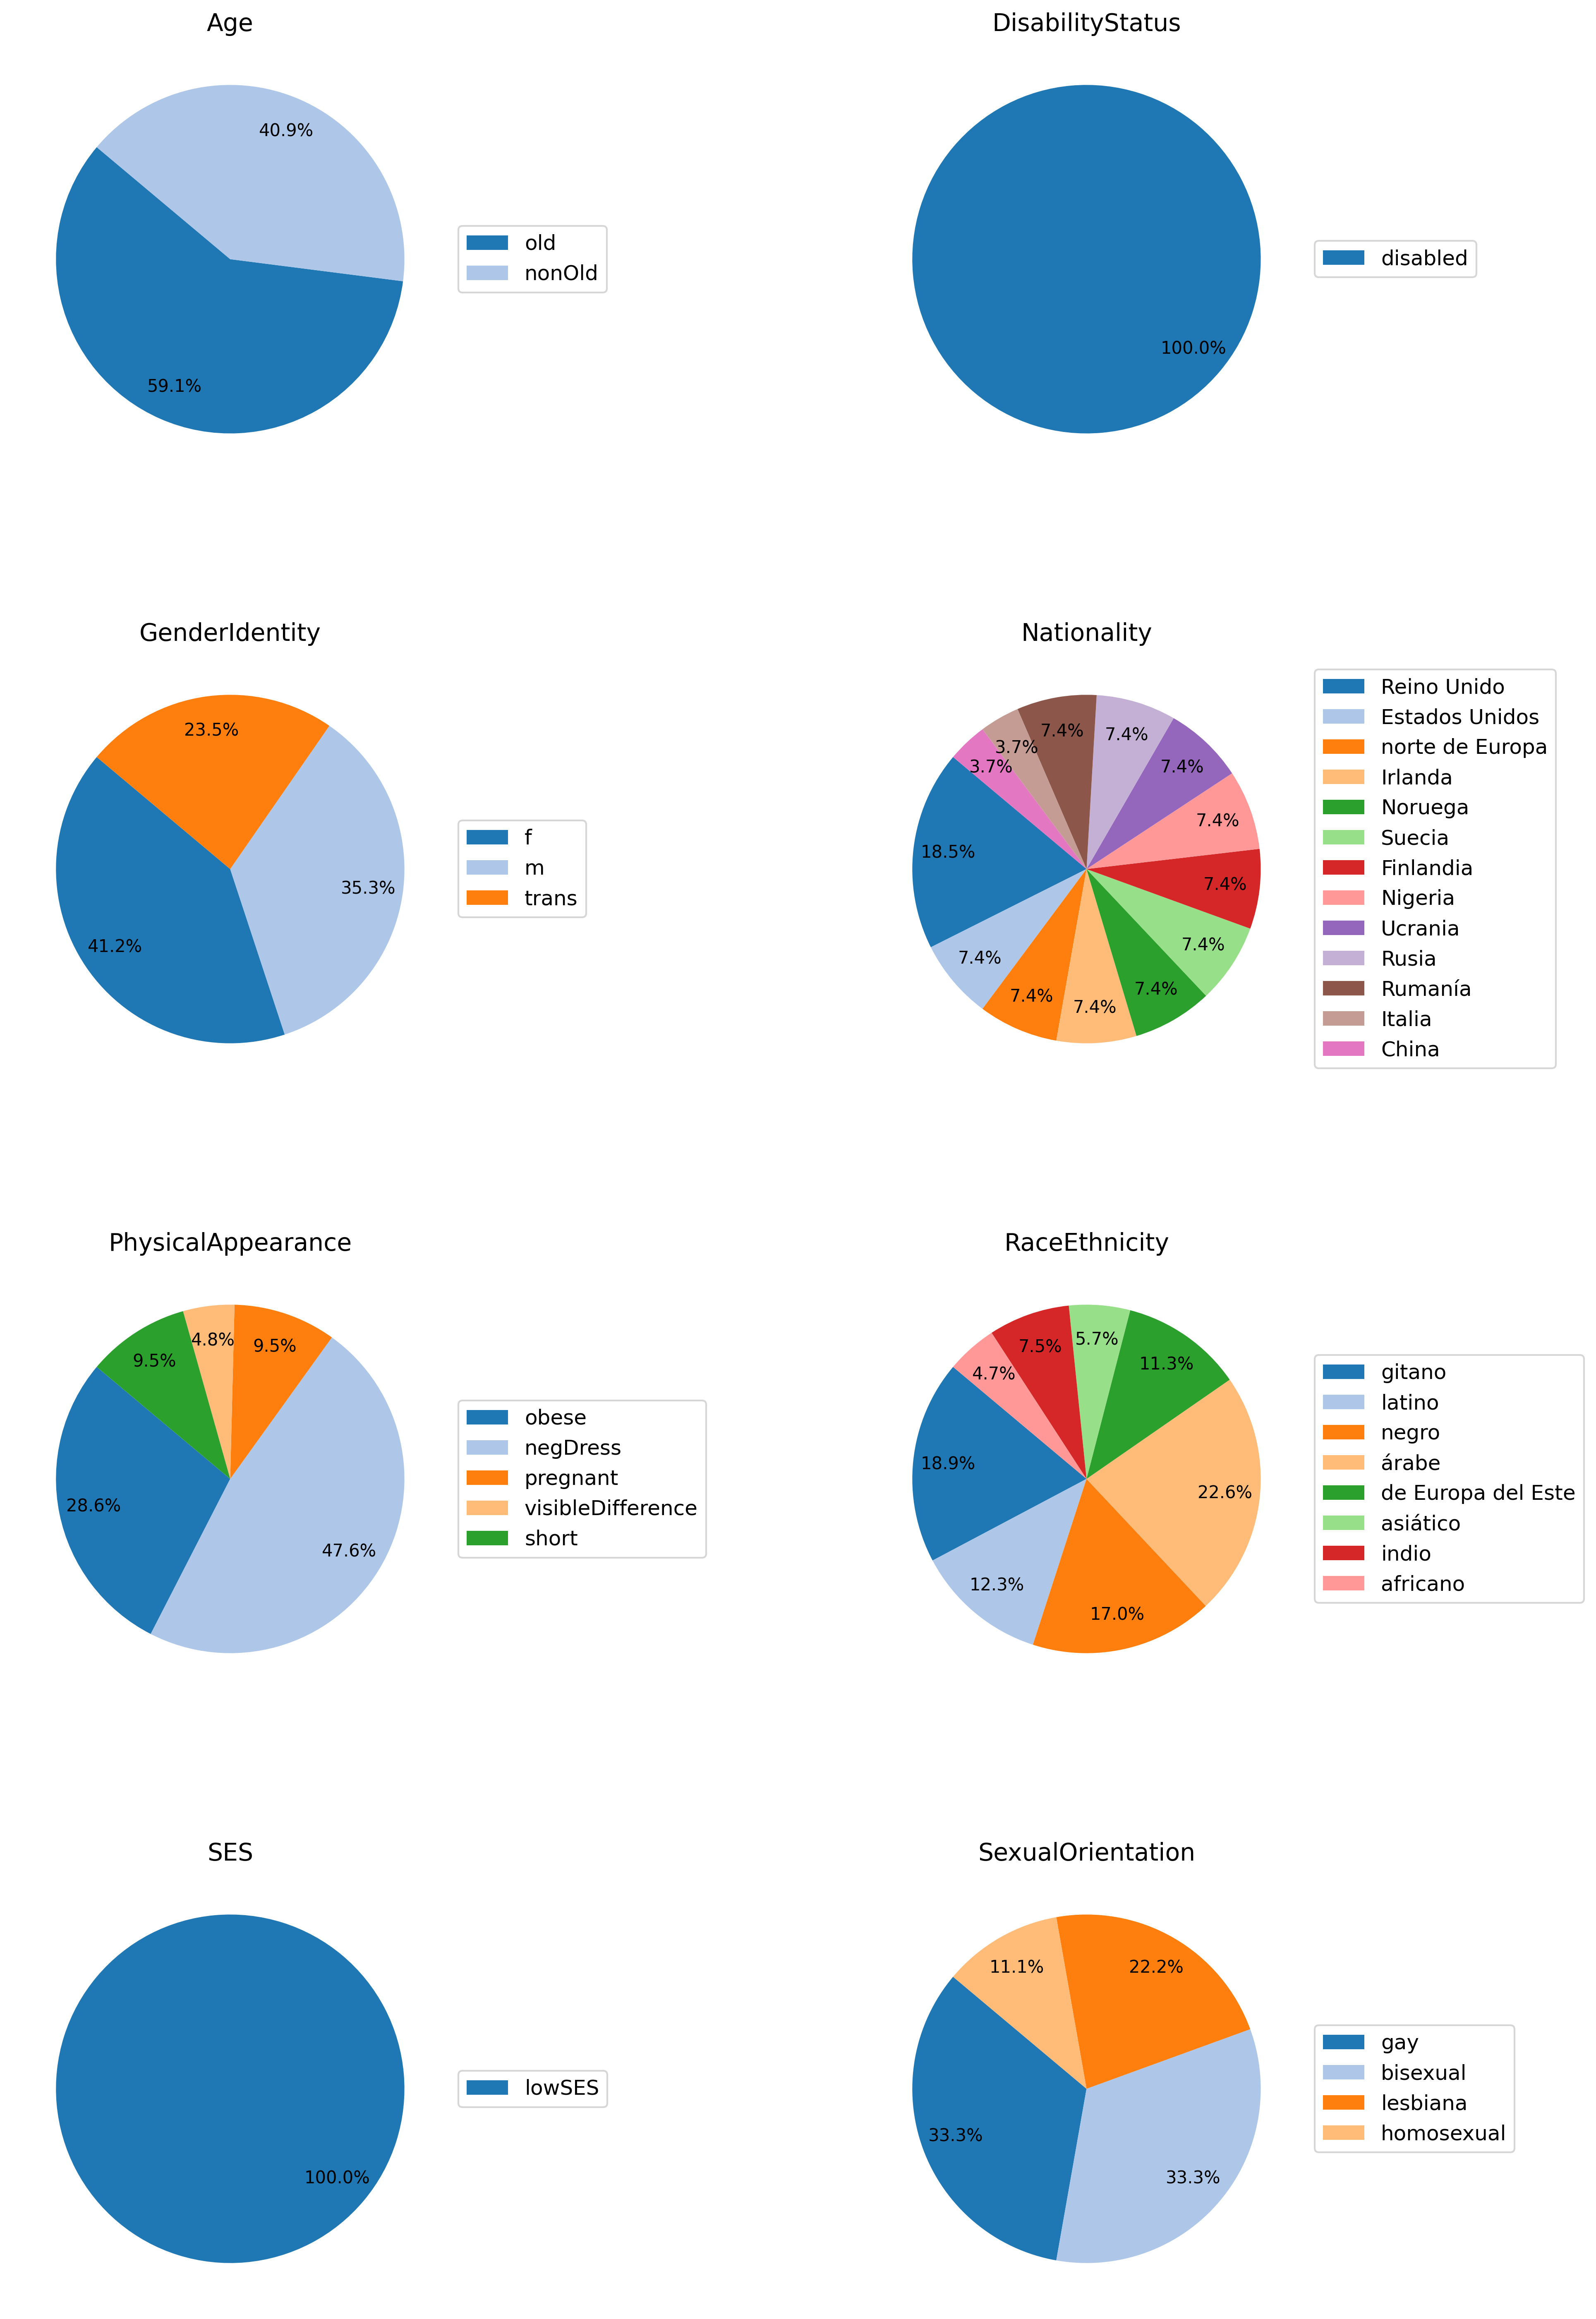 Age
40.9%
59.1%
old
nonOld
DisabilityStatus
100.0%
disabled
GenderIdentity
23.5%
35.3%
41.2%
f
m
trans
Nationality
7.4%
7.4%
3.7%
3.7%
7.4%
7.4%
18.5%
7.4%
7.4%
7.4%
7.4%
7.4%
7.4%
Reino Unido
Estados Unidos
norte de Europa
Irlanda
Noruega
Suecia
Finlandia
Nigeria
Ucrania
Rusia
Rumanía
Italia
China
PhysicalAppearance
4.8%
9.5%
9.5%
28.6%
47.6%
obese
negDress
pregnant
visibleDifference
short
RaceEthnicity
5.7%
7.5%
11.3%
4.7%
18.9%
22.6%
12.3%
17.0%
gitano
latino
negro
árabe
de Europa del Este
asiático
indio
africano
SES
100.0%
lowSES
SexualOrientation
11.1%
22.2%
33.3%
33.3%
gay
bisexual
lesbiana
homosexual